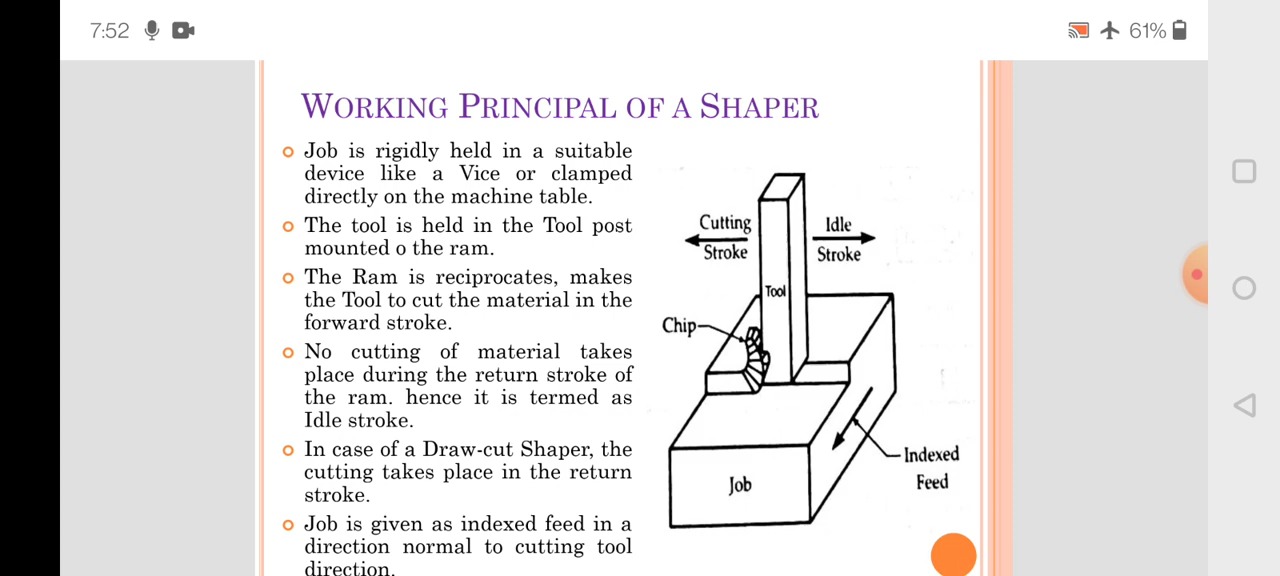 7:52
61%
WORKING PRINCIPAL OF A SHAPER
Job is rigidly held in a suitable
device like a Vice or clamped
directly on the machine table.
The tool is held in the Tool post
mounted o the ram.
The Ram is reciprocates, makes
the Tool to cut the material in the
forward stroke.
No cutting of material takes
place during the return stroke of
the ram. hence it is termed as
Idle stroke.
In case of a Draw-cut Shaper, the
cutting takes place in the return
stroke.
Job is given as indexed feed in a
direction normal to cutting tool
direction.
Cutting
Stroke
Idle
Stroke
Tool
Chip
Job
Indexed
Feed